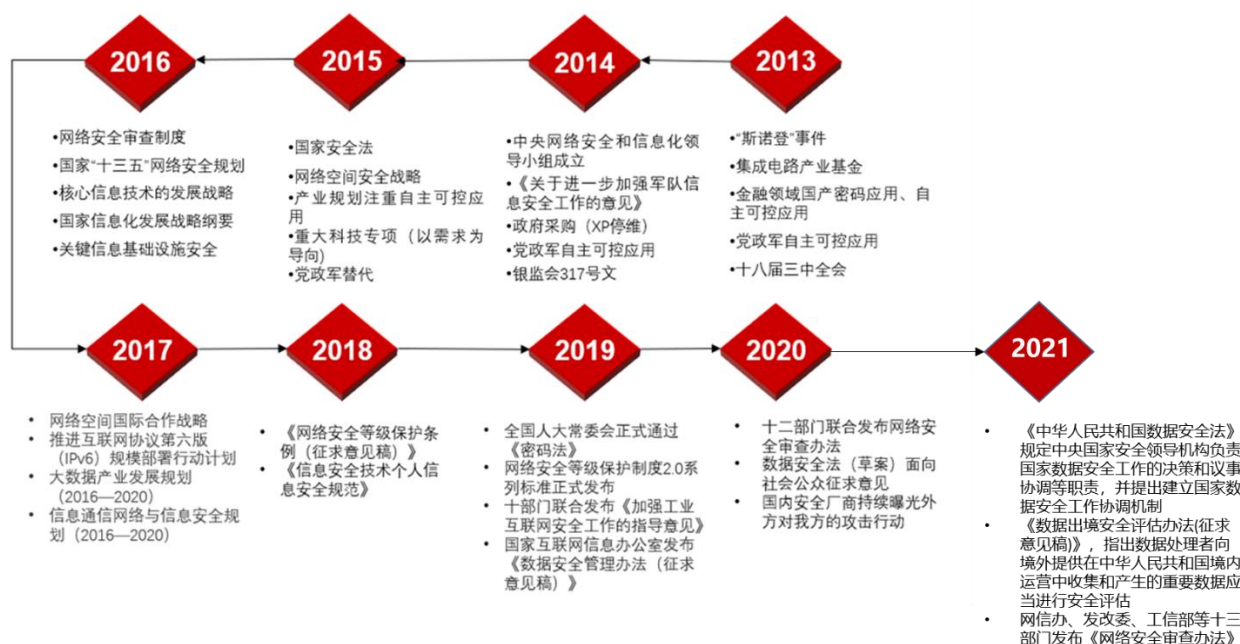 2016
2015
2014
2013
•网络安全审查制度
•国家“十三五”网络安全规划
•核心信息技术的发展战略
•国家信息化发展战略纲要
•关键信息基础设施安全
•国家安全法
•网络空间安全战略
•产业规划注重自主可控应
用
•重大科技专项（以需求为
导向)
•党政军替代
•中央网络安全和信息化领
导小组成立
•《关于进一步加强军队信
息安全工作的意见》
•政府采购（XP停维）
•党政军自主可控应用
•银监会317号文
•“斯诺登”事件
•集成电路产业基金
•金融领域国产密码应用、自
主可控应用
•党政军自主可控应用
•十八届三中全会
2017
2018
2019
2020
2021
• 网络空间国际合作战略
• 推进互联网协议第六版
（IPv6）规模部署行动计划
• 大数据产业发展规划
（2016—2020）
• 信息通信网络与信息安全规
划（2016—2020）
• 《网络安全等级保护条
例（征求意见稿）》
• 《信息安全技术个人信
息安全规范》
• 全国人大常委会正式通过
《密码法》
• 网络安全等级保护制度2.0系
列标准正式发布
• 十部门联合发布《加强工业
互联网安全工作的指导意见》
• 国家互联网信息办公室发布
《数据安全管理办法（征求
意见稿）》
• 十二部门联合发布网络安
全审查办法
• 数据安全法（草案）面向
社会公众征求意见
• 国内安全厂商持续曝光外
方对我方的攻击行动
• 《中华人民共和国数据安全法》
规定中央国家安全领导机构负责
国家数据安全工作的决策和议事
协调等职责，并提出建立国家数
据安全工作协调机制
• 《数据出境安全评估办法(征求
意见稿)》，指出数据处理者向
境外提供在中华人民共和国境内
运营中收集和产生的重要数据应
当进行安全评估
• 网信办、发改委、工信部等十三
部门发布《网络安全审查办法》